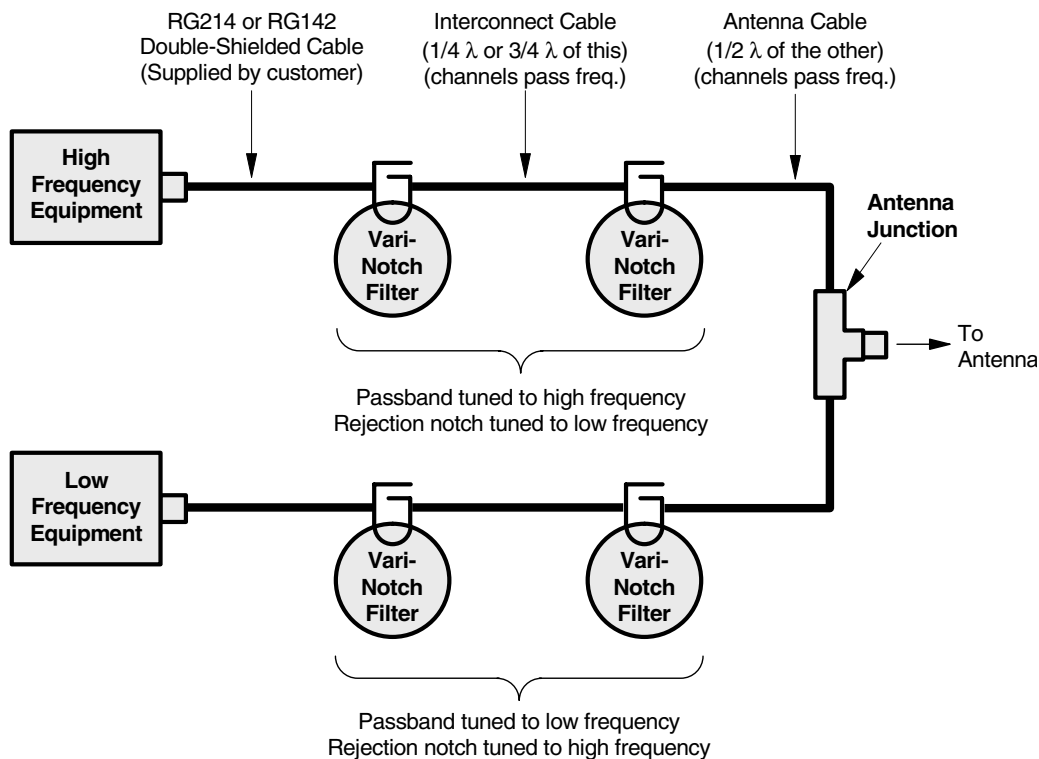 RG214 or RG142
Double-Shielded Cable
(Supplied by customer)
Interconnect Cable
(1/4 λ or 3/4 λ of this)
(channels pass freq.)
Antenna Cable
(1/2 λ of the other)
(channels pass freq.)
High
Frequency
Equipment
Vari-
Notch
Filter
Vari-
Notch
Filter
Antenna
Junction
To
Antenna
Passband tuned to high frequency
Rejection notch tuned to low frequency
Low
Frequency
Equipment
Vari-
Notch
Filter
Vari-
Notch
Filter
Passband tuned to low frequency
Rejection notch tuned to high frequency